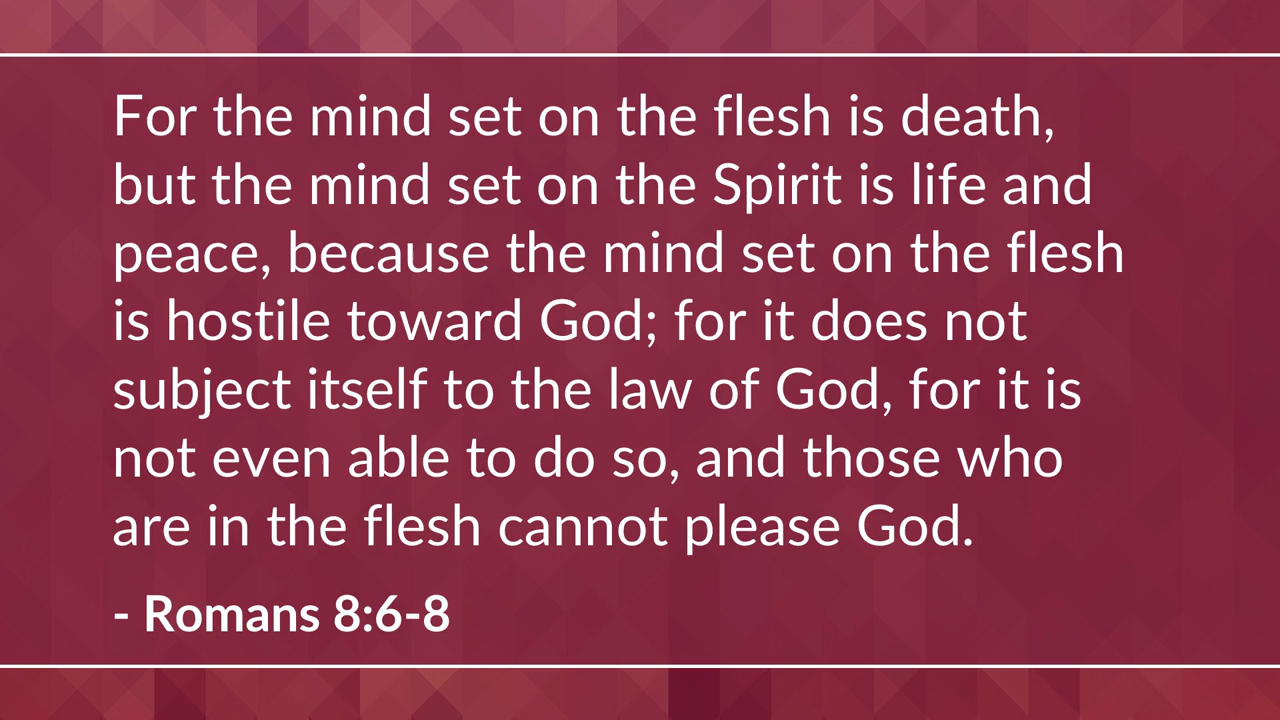 For the mind set on the flesh is death,
but the mind set on the Spirit is life and
peace, because the mind set on the flesh
is hostile toward God; for it does not
subject itself to the law of God, for it is
not even able to do so, and those who
are in the flesh cannot please God.
- Romans 8:6-8